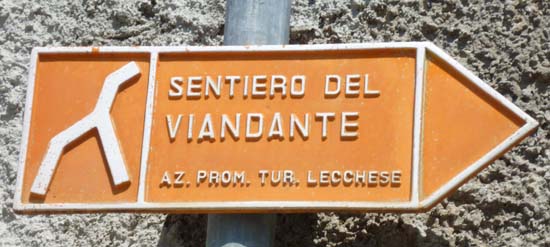 SENTIERO DEL
VIANDANTE
AZ. PROM. TUR. LECCHESE